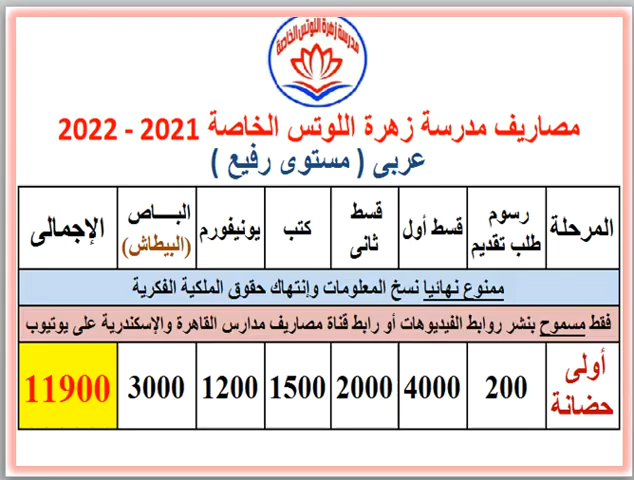 مدرسة زهرة اللوتس الخاصة
مصاريف مدرسة زهرة اللوتس الخاصة 2021 - 2022
عربى ( مستوى رفيع )
المرحلة رسوم طلب تقديم قسط أول قسط ثانى كتب يونيفورم البـــاص (البيطاش) الإجمالى
ممنوع نهائيا نسخ المعلومات وإنتهاك حقوق الملكية الفكرية
فقط مسموح بنشر روابط الفيديوهات أو رابط قناة مصاريف مدارس القاهرة والإسكندرية على يوتيوب
أولى حضانة 200 4000 2000 1500 1200 3000 11900